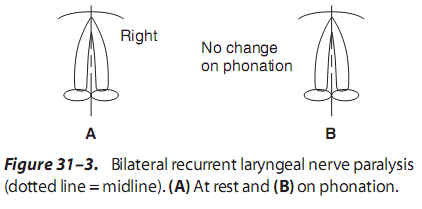 Right
No change
on phonation
A
B
Figure 31–3. Bilateral recurrent laryngeal nerve paralysis
(dotted line = midline). (A) At rest and (B) on phonation.